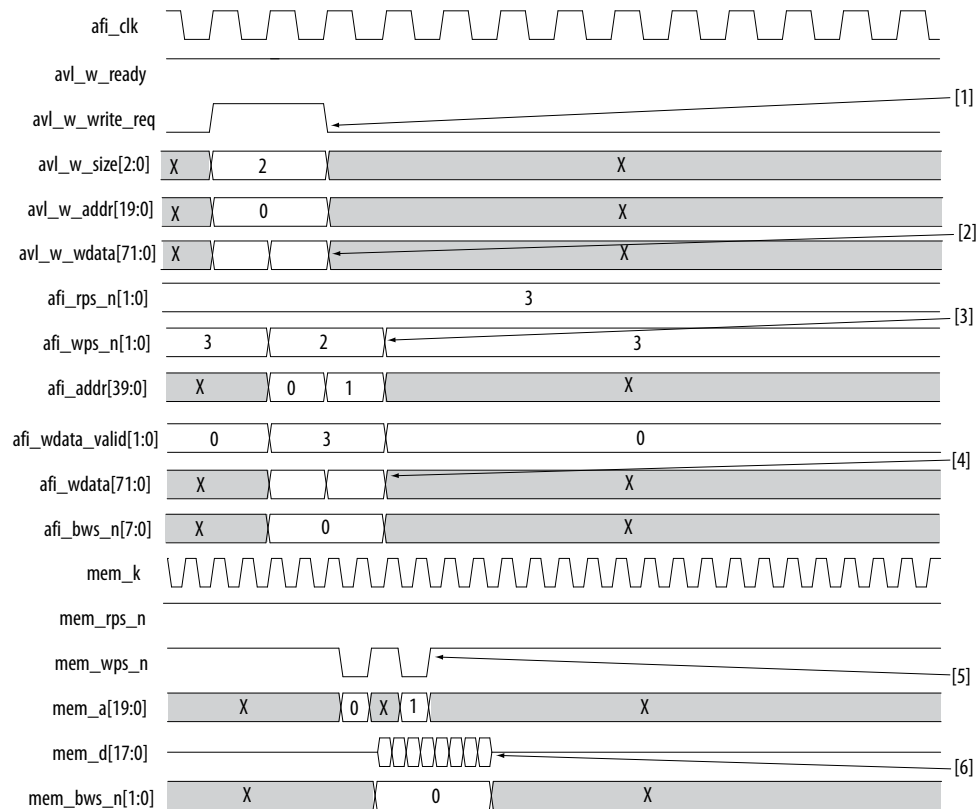 afi_clk
avl_w_ready
[1]
avl_w_write_req
avl_w_size[2:0] X 2 X
avl_w_addr[19:0] X 0 X
[2]
avl_w_wdata[71:0] X X
afi_rps_n[1:0] 3
[3]
afi_wps_n[1:0] 3 2 3
afi_addr[39:0] X 0 1 X
afi_wdata_valid[1:0] 0 3 0
[4]
afi_wdata[71:0] X X
afi_bws_n[7:0] X 0 X
mem_k
mem_rps_n
mem_wps_n
[5]
mem_a[19:0] X 0 X 1 X
mem_d[17:0]
[6]
mem_bws_n[1:0] X 0 X